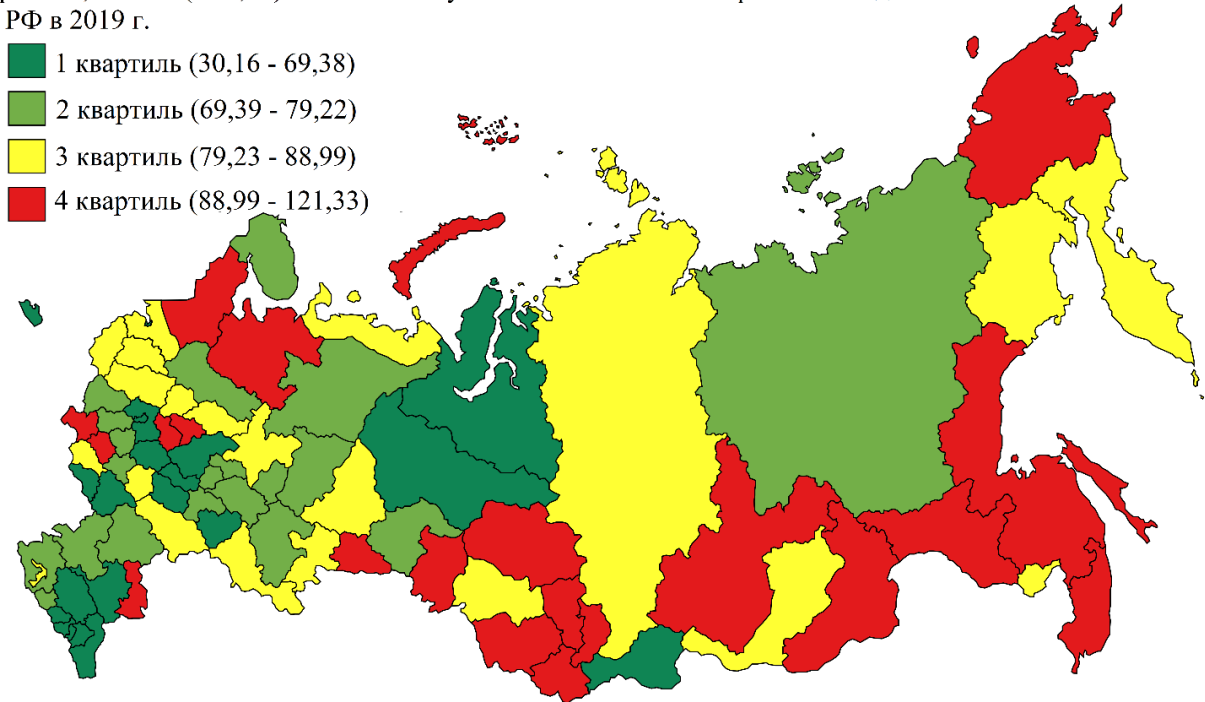 РФ в 2019 г.
1 квартиль (30,16 - 69,38)
2 квартиль (69,39 - 79,22)
3 квартиль (79,23 - 88,99)
4 квартиль (88,99 - 121,33)